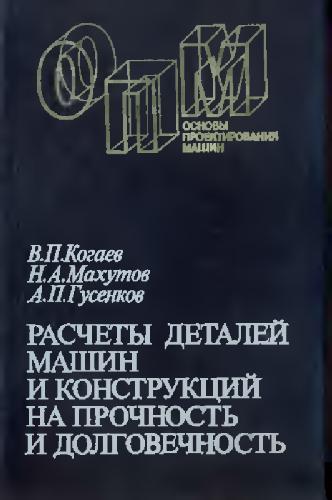 ОПМ
ОСНОВЫ
ПРОЕКТИРОВАНИЯ
МАШИН
В.П.Когаев
Н.А.Махутов
А.П.Гусенков
РАСЧЕТЫ ДЕТАЛЕЙ
МАШИН
И КОНСТРУКЦИЙ
НА ПРОЧНОСТЬ
И ДОЛГОВЕЧНОСТЬ